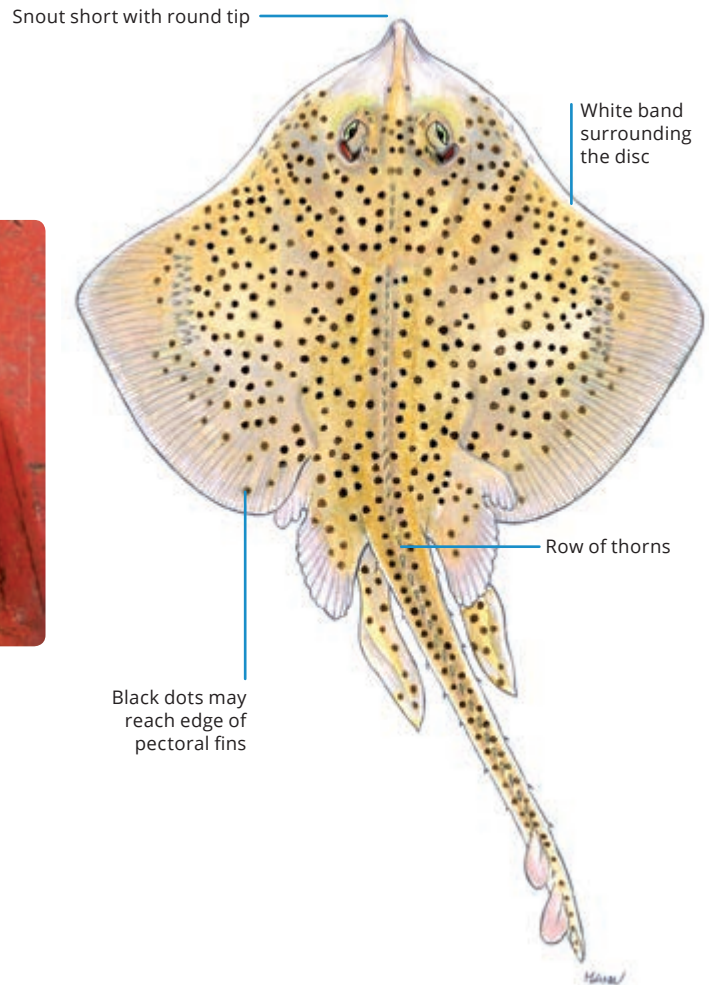 Snout short with round tip
White band
surrounding
the disc
Row of thorns
Black dots may
reach edge of
pectoral fins